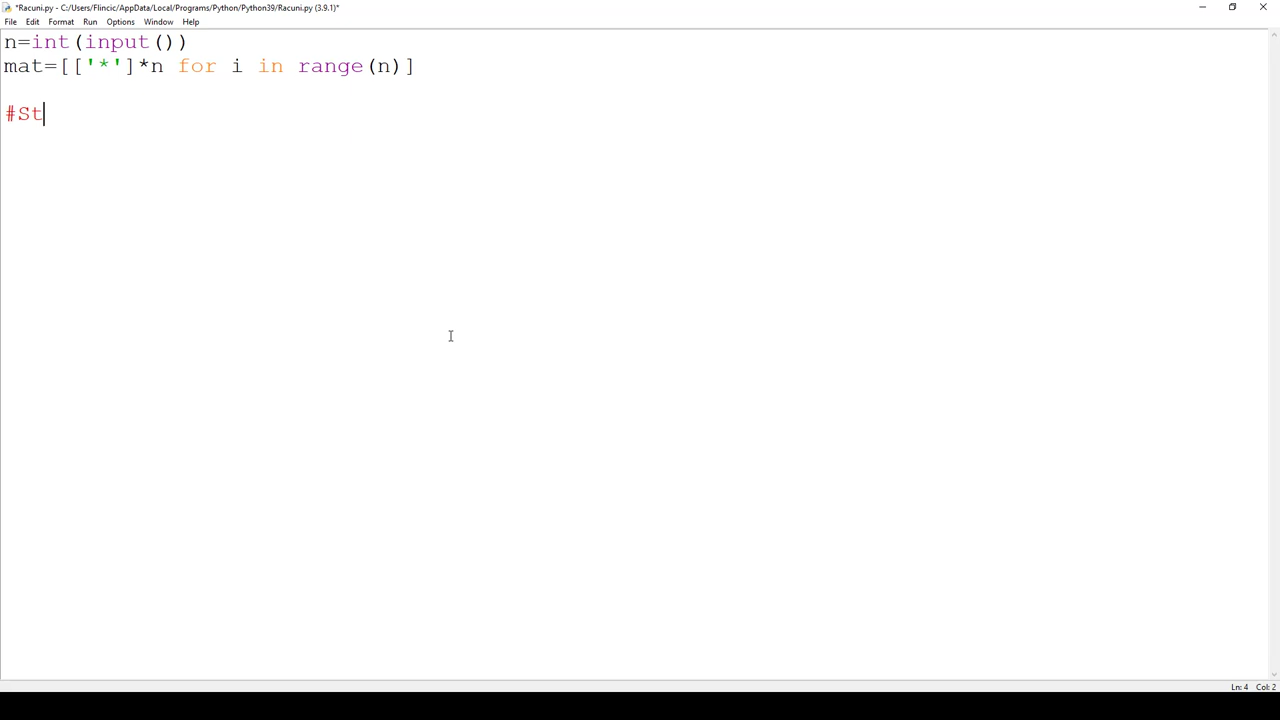 *Racuni.py - C:/Users/Flincic/AppData/Local/Programs/Python/Python39/Racuni.py (3.9.1)*
File Edit Format Run Options Window Help
n=int(input())
mat=[['*']*n for i in range(n)]
#St
Ln: 4 Col: 2